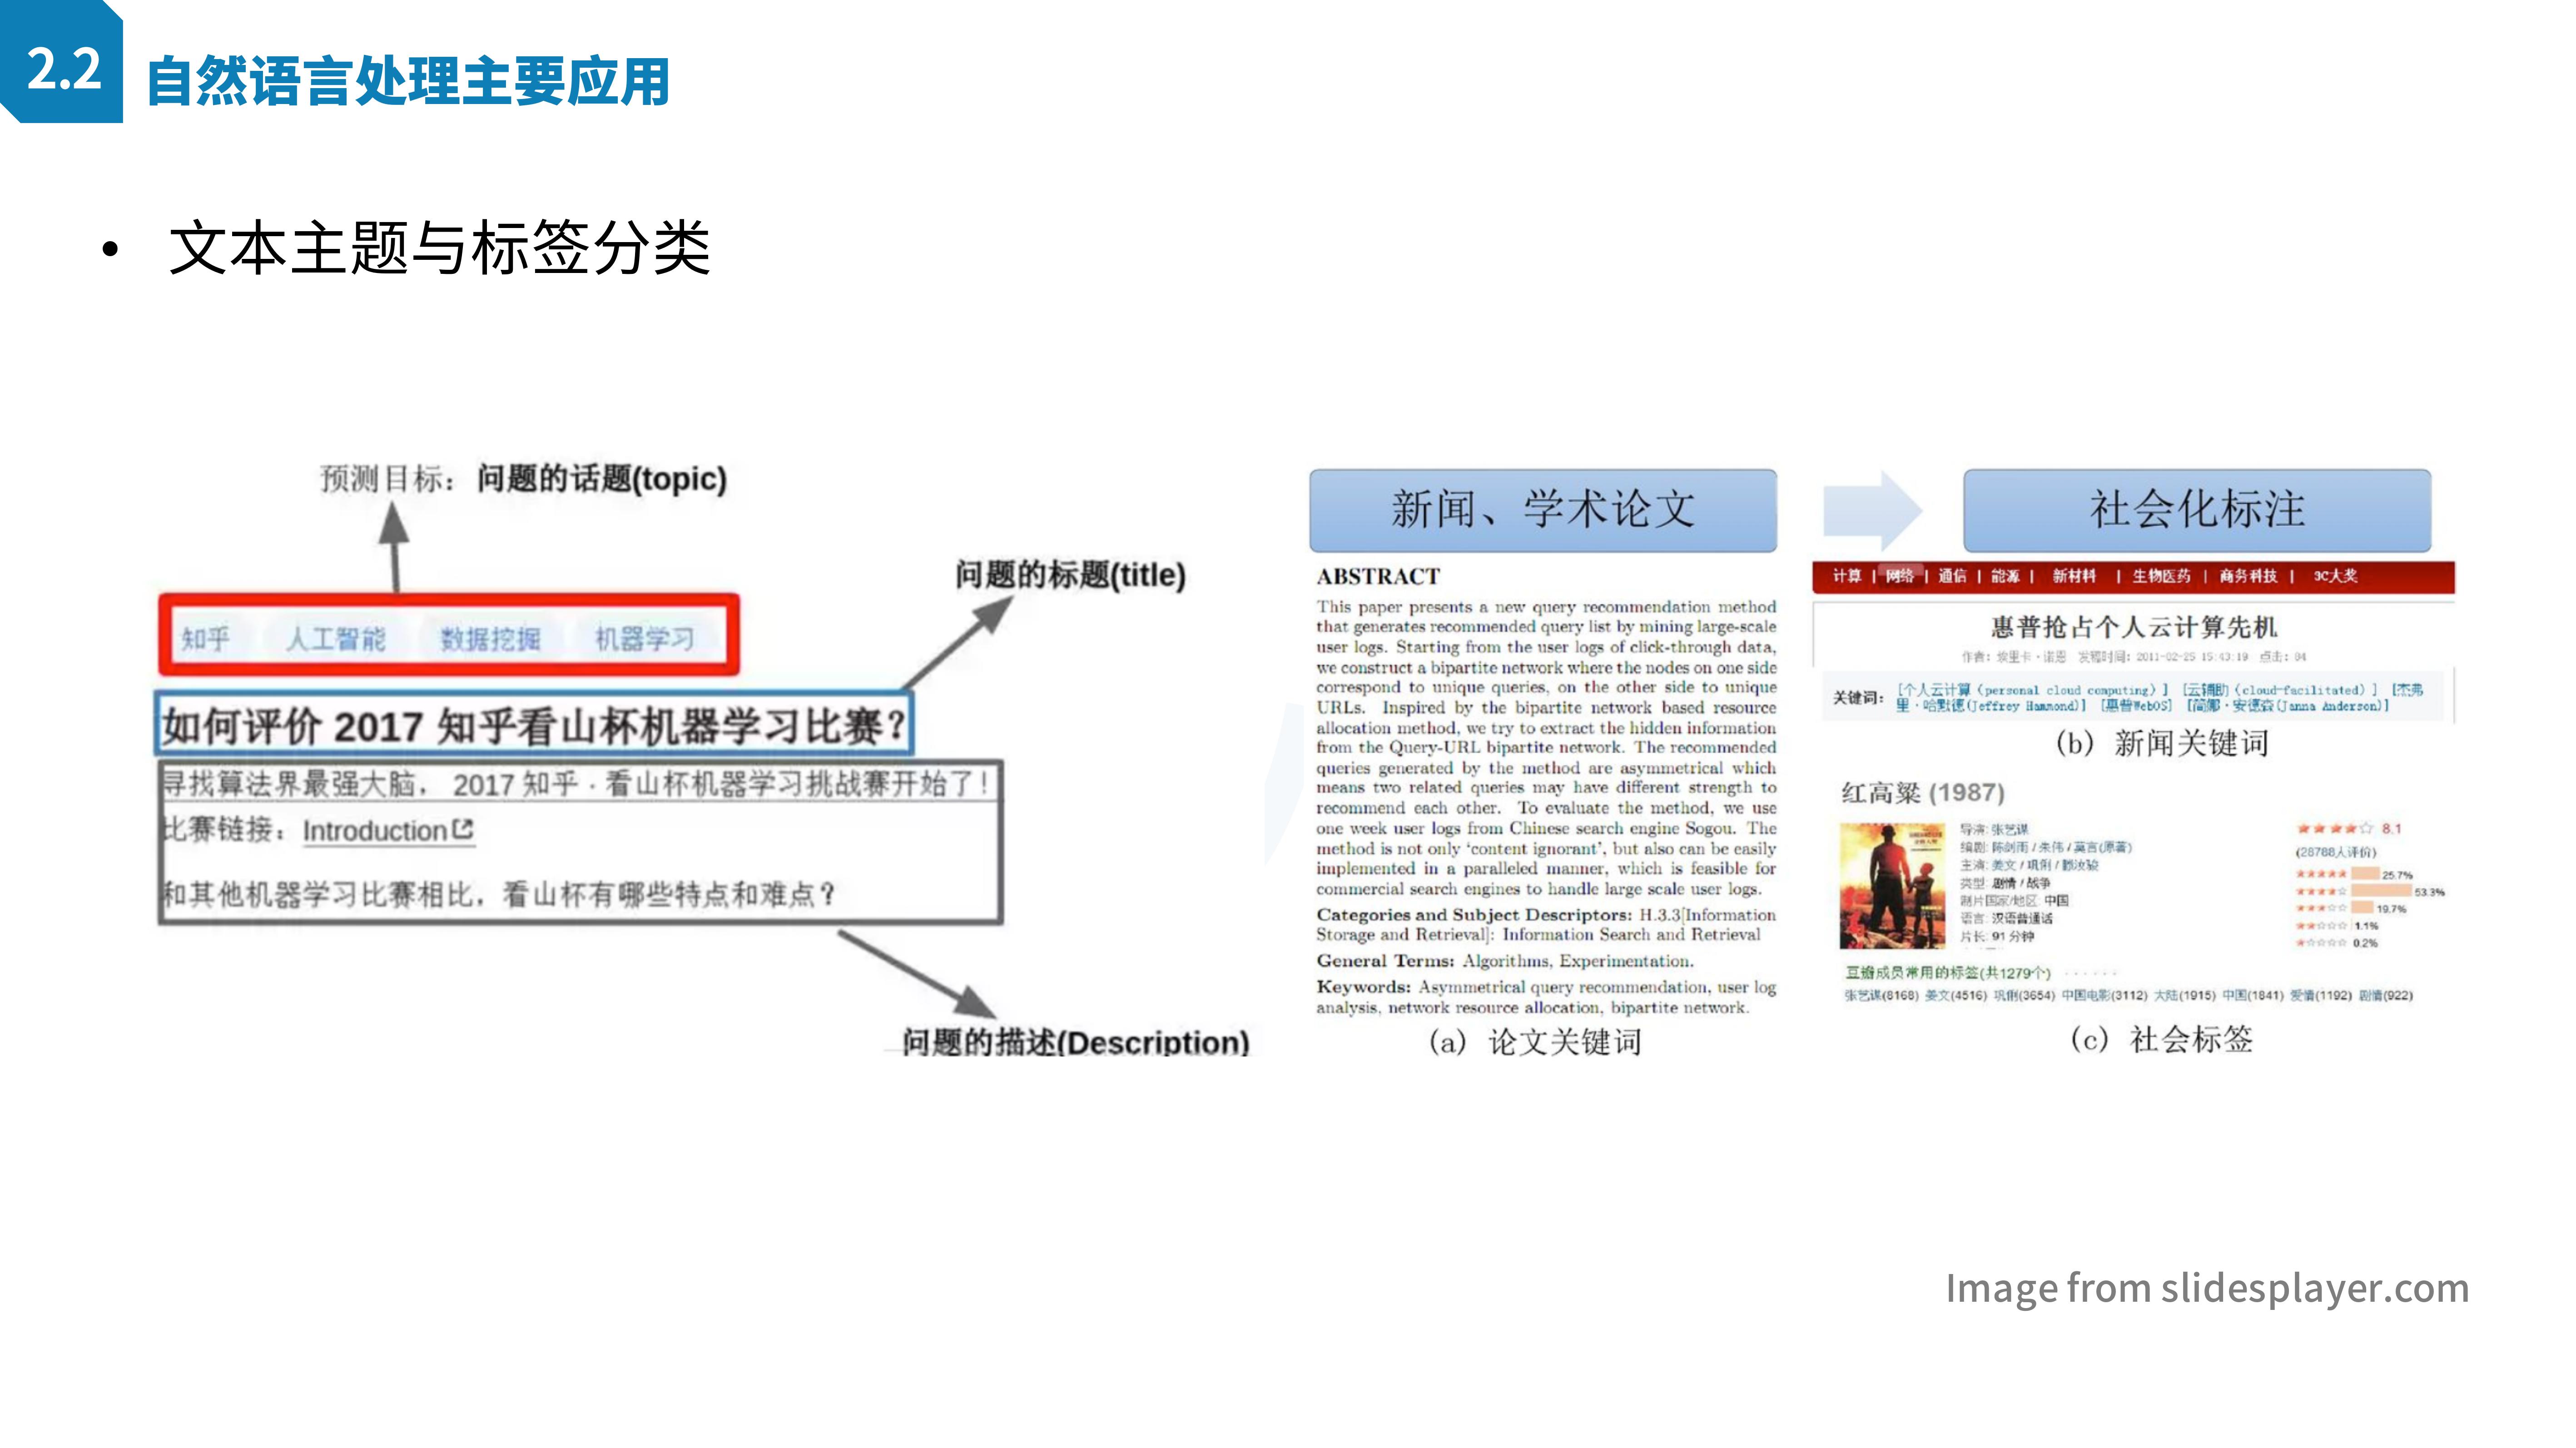 2.2
自然语言处理主要应用
• 文本主题与标签分类
预测目标：问题的话题(topic)
问题的标题(title)
知乎 人工智能 数据挖掘 机器学习
如何评价 2017 知乎看山杯机器学习比赛？
寻找算法界最强大脑， 2017 知乎 · 看山杯机器学习挑战赛开始了！
比赛链接：Introduction
和其他机器学习比赛相比，看山杯有哪些特点和难点？
问题的描述(Description)
新闻、学术论文
ABSTRACT
This paper presents a new query recommendation method
that generates recommended query list by mining large-scale
user logs. Starting from the user logs of click-through data,
we construct a bipartite network where the nodes on one side
correspond to unique queries, on the other side to unique
URLs. Inspired by the bipartite network based resource
allocation method, we try to extract the hidden information
from the Query-URL bipartite network. The recommended
queries generated by the method are asymmetrical which
means two related queries may have different strength to
recommend each other. To evaluate the method, we use
one week user logs from Chinese search engine Sogou. The
method is not only ‘content ignorant’, but also can be easily
implemented in a paralleled manner, which is feasible for
commercial search engines to handle large scale user logs.
Categories and Subject Descriptors: H.3.3[Information
Storage and Retrieval]: Information Search and Retrieval
General Terms: Algorithms, Experimentation.
Keywords: Asymmetrical query recommendation, user log
analysis, network resource allocation, bipartite network.
(a) 论文关键词
社会化标注
计算 | 网络 | 通信 | 能源 | 新材料 | 生物医药 | 商务科技 | 3C大奖
惠普抢占个人云计算先机
作者：埃里卡·诺恩 发稿时间：2011-02-25 15:43:19 点击：84
关键词： [个人云计算（personal cloud computing）] [云辅助（cloud-facilitated）] [杰弗
里·哈默德(Jeffrey Hammond)] [惠普WebOS] [简娜·安德森(Janna Anderson)]
(b) 新闻关键词
红高粱 (1987)
导演: 张艺谋
编剧: 陈剑雨 / 朱伟 / 莫言(原著)
主演: 姜文 / 巩俐 / 滕汝骏
类型: 剧情 / 战争
制片国家/地区: 中国
语言: 汉语普通话
片长: 91 分钟
8.1
(28788人评价)
25.7%
53.3%
19.7%
1.1%
0.2%
豆瓣成员常用的标签(共1279个) · · · · · ·
张艺谋(8168) 姜文(4516) 巩俐(3654) 中国电影(3112) 大陆(1915) 中国(1841) 爱情(1192) 剧情(922)
(c) 社会标签
Image from slidesplayer.com